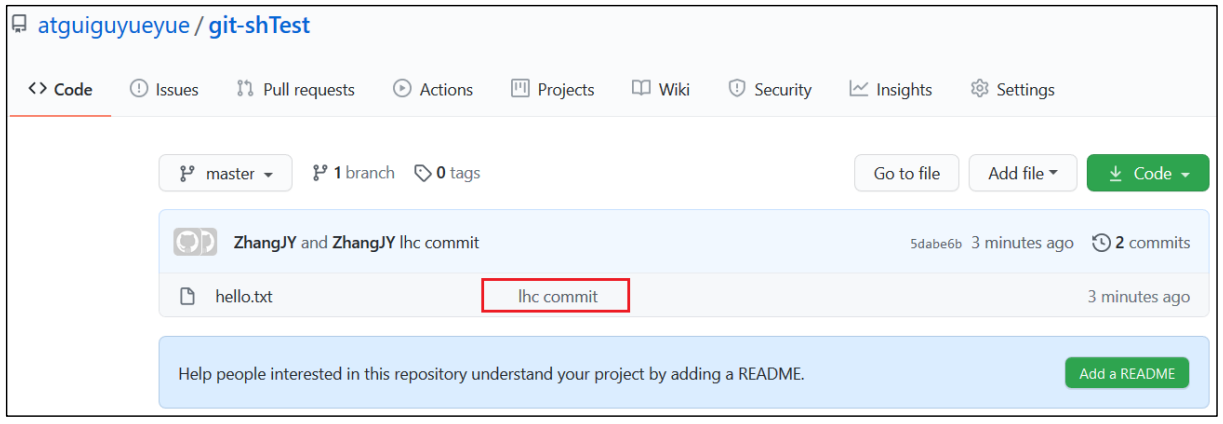 atguiguyueyue / git-shTest
Code Issues Pull requests Actions Projects Wiki Security Insights Settings
master 1 branch 0 tags Go to file Add file Code
ZhangJY and ZhangJY lhc commit 5dabe6b 3 minutes ago 2 commits
hello.txt lhc commit 3 minutes ago
Help people interested in this repository understand your project by adding a README. Add a README